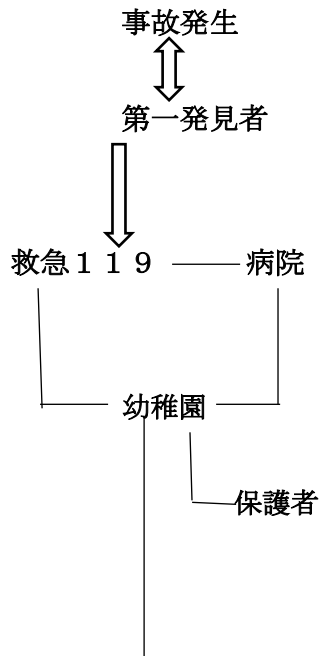 事故発生
第一発見者
救急１１９
病院
幼稚園
保護者